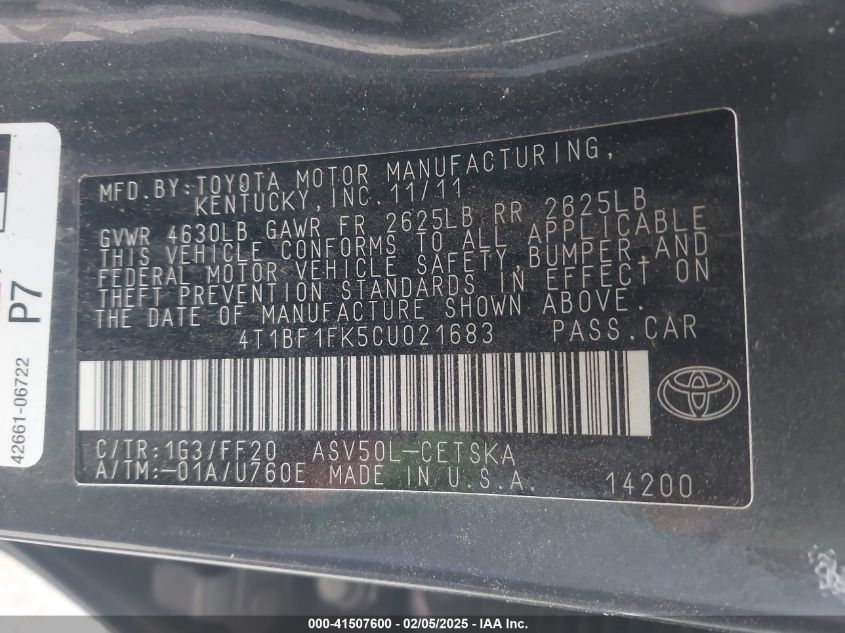 MFD. BY: TOYOTA MOTOR MANUFACTURING,
KENTUCKY, INC. 11/11
GVWR 4630LB GAWR FR 2625LB RR 2625LB
THIS VEHICLE CONFORMS TO ALL APPLICABLE
FEDERAL MOTOR VEHICLE SAFETY, BUMPER, AND
THEFT PREVENTION STANDARDS IN EFFECT ON
THE DATE OF MANUFACTURE SHOWN ABOVE.
4T1BF1FK5CU021683 PASS. CAR
C/TR: 1G3/FF20 ASV50L-CETSKA
A/TM: -01A/U760E MADE IN U.S.A. 14200
42661-06722 P7
000-41507600 - 02/05/2025 - IAA Inc.